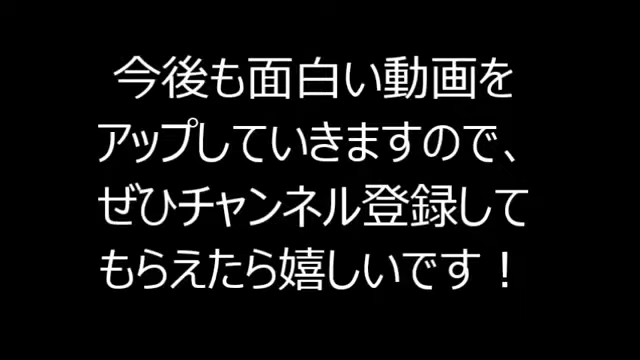 今後も面白い動画を
アップしていきますので、
ぜひチャンネル登録して
もらえたら嬉しいです！